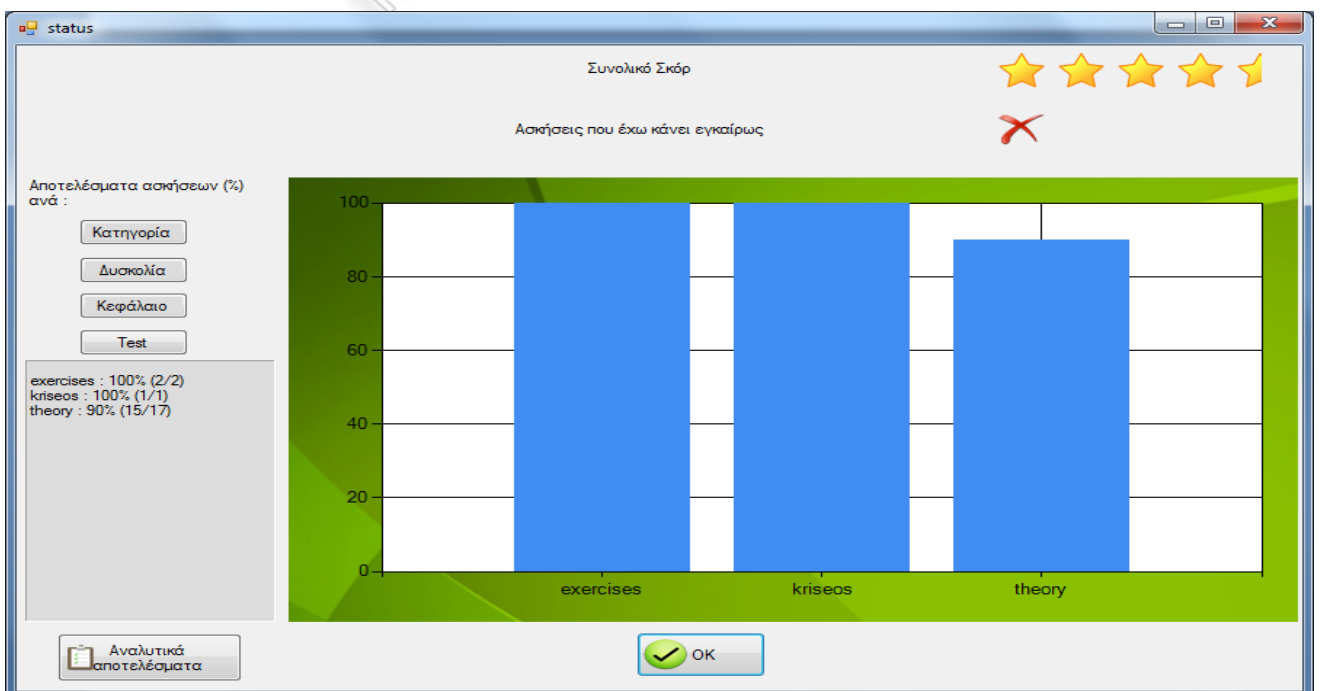 status
Συνολικό Σκόρ
Ασκήσεις που έχω κάνει εγκαίρως
Αποτελέσματα ασκήσεων (%)
ανά :
Κατηγορία
Δυσκολία
Κεφάλαιο
Test
exercises : 100% (2/2)
kriseos : 100% (1/1)
theory : 90% (15/17)
100
80
60
40
20
0
exercises kriseos theory
Αναλυτικά
αποτελέσματα
OK